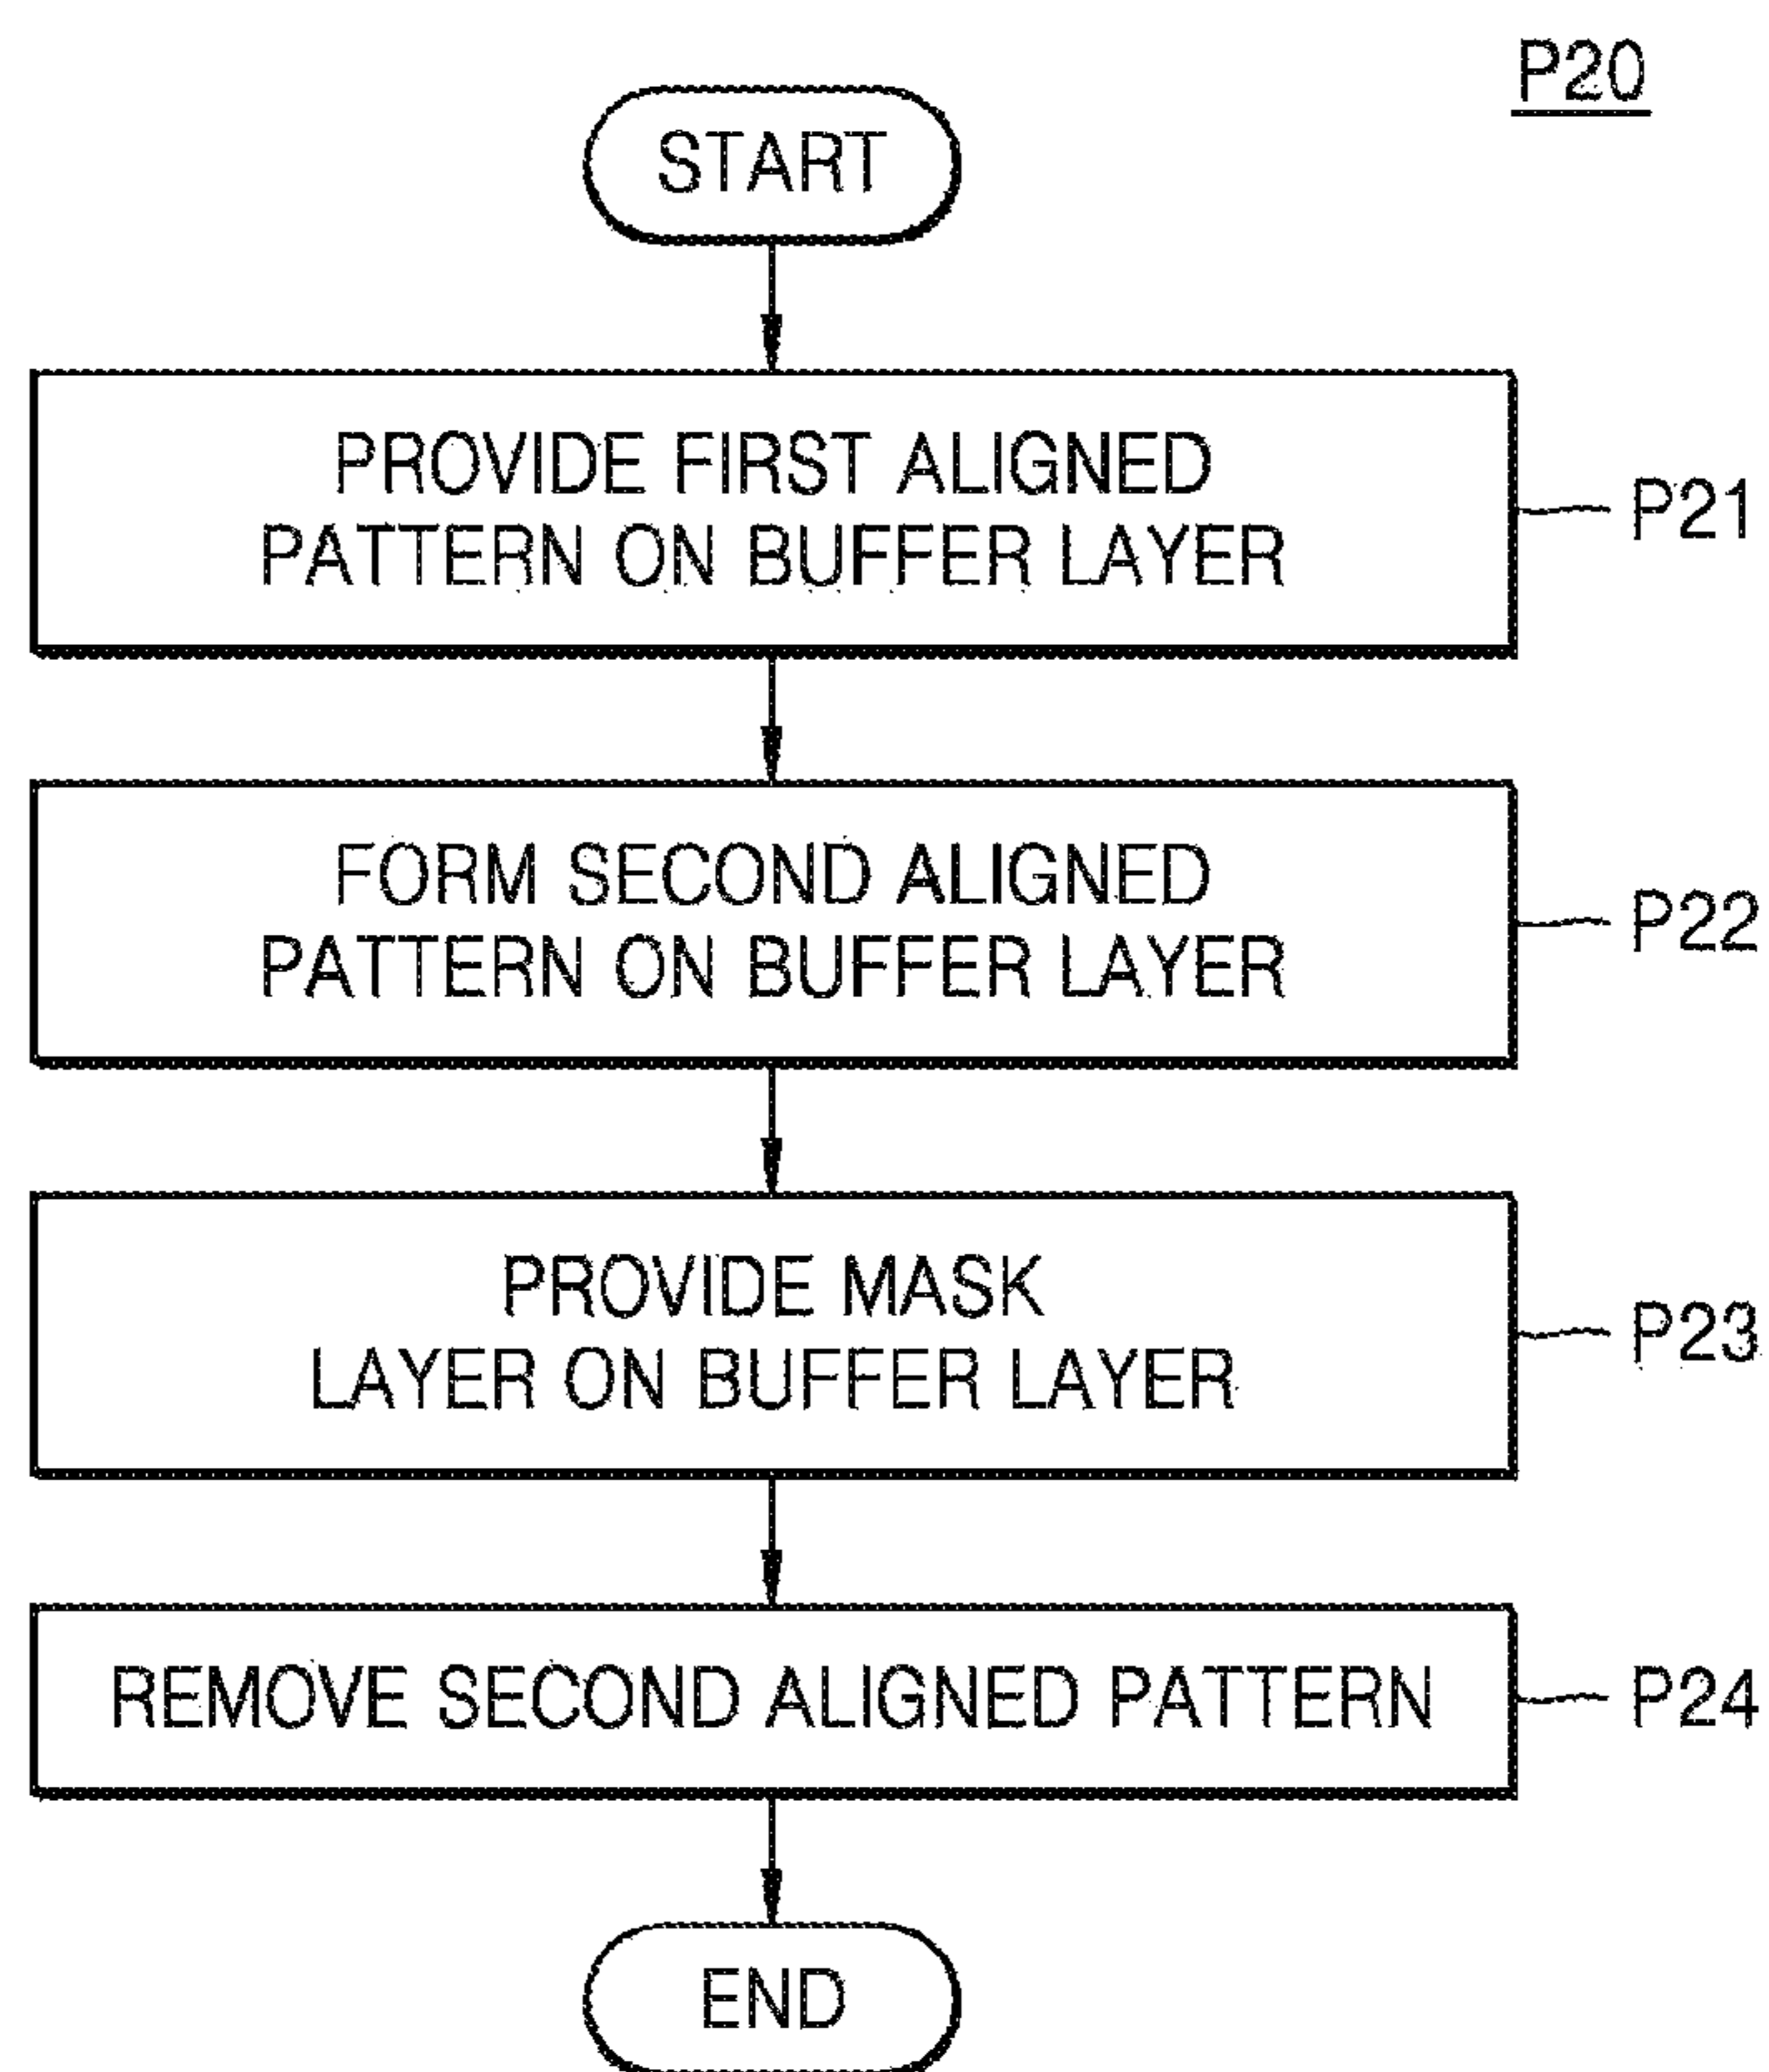 P20
START
PROVIDE FIRST ALIGNED
PATTERN ON BUFFER LAYER
P21
FORM SECOND ALIGNED
PATTERN ON BUFFER LAYER
P22
PROVIDE MASK
LAYER ON BUFFER LAYER
P23
REMOVE SECOND ALIGNED PATTERN
P24
END